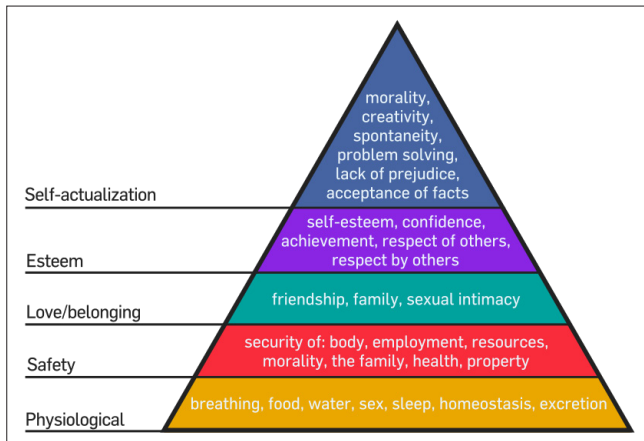 morality,
creativity,
spontaneity,
problem solving,
lack of prejudice,
acceptance of facts
Self-actualization
self-esteem, confidence,
achievement, respect of others,
respect by others
Esteem
friendship, family, sexual intimacy
Love/belonging
security of: body, employment, resources,
morality, the family, health, property
Safety
breathing, food, water, sex, sleep, homeostasis, excretion
Physiological